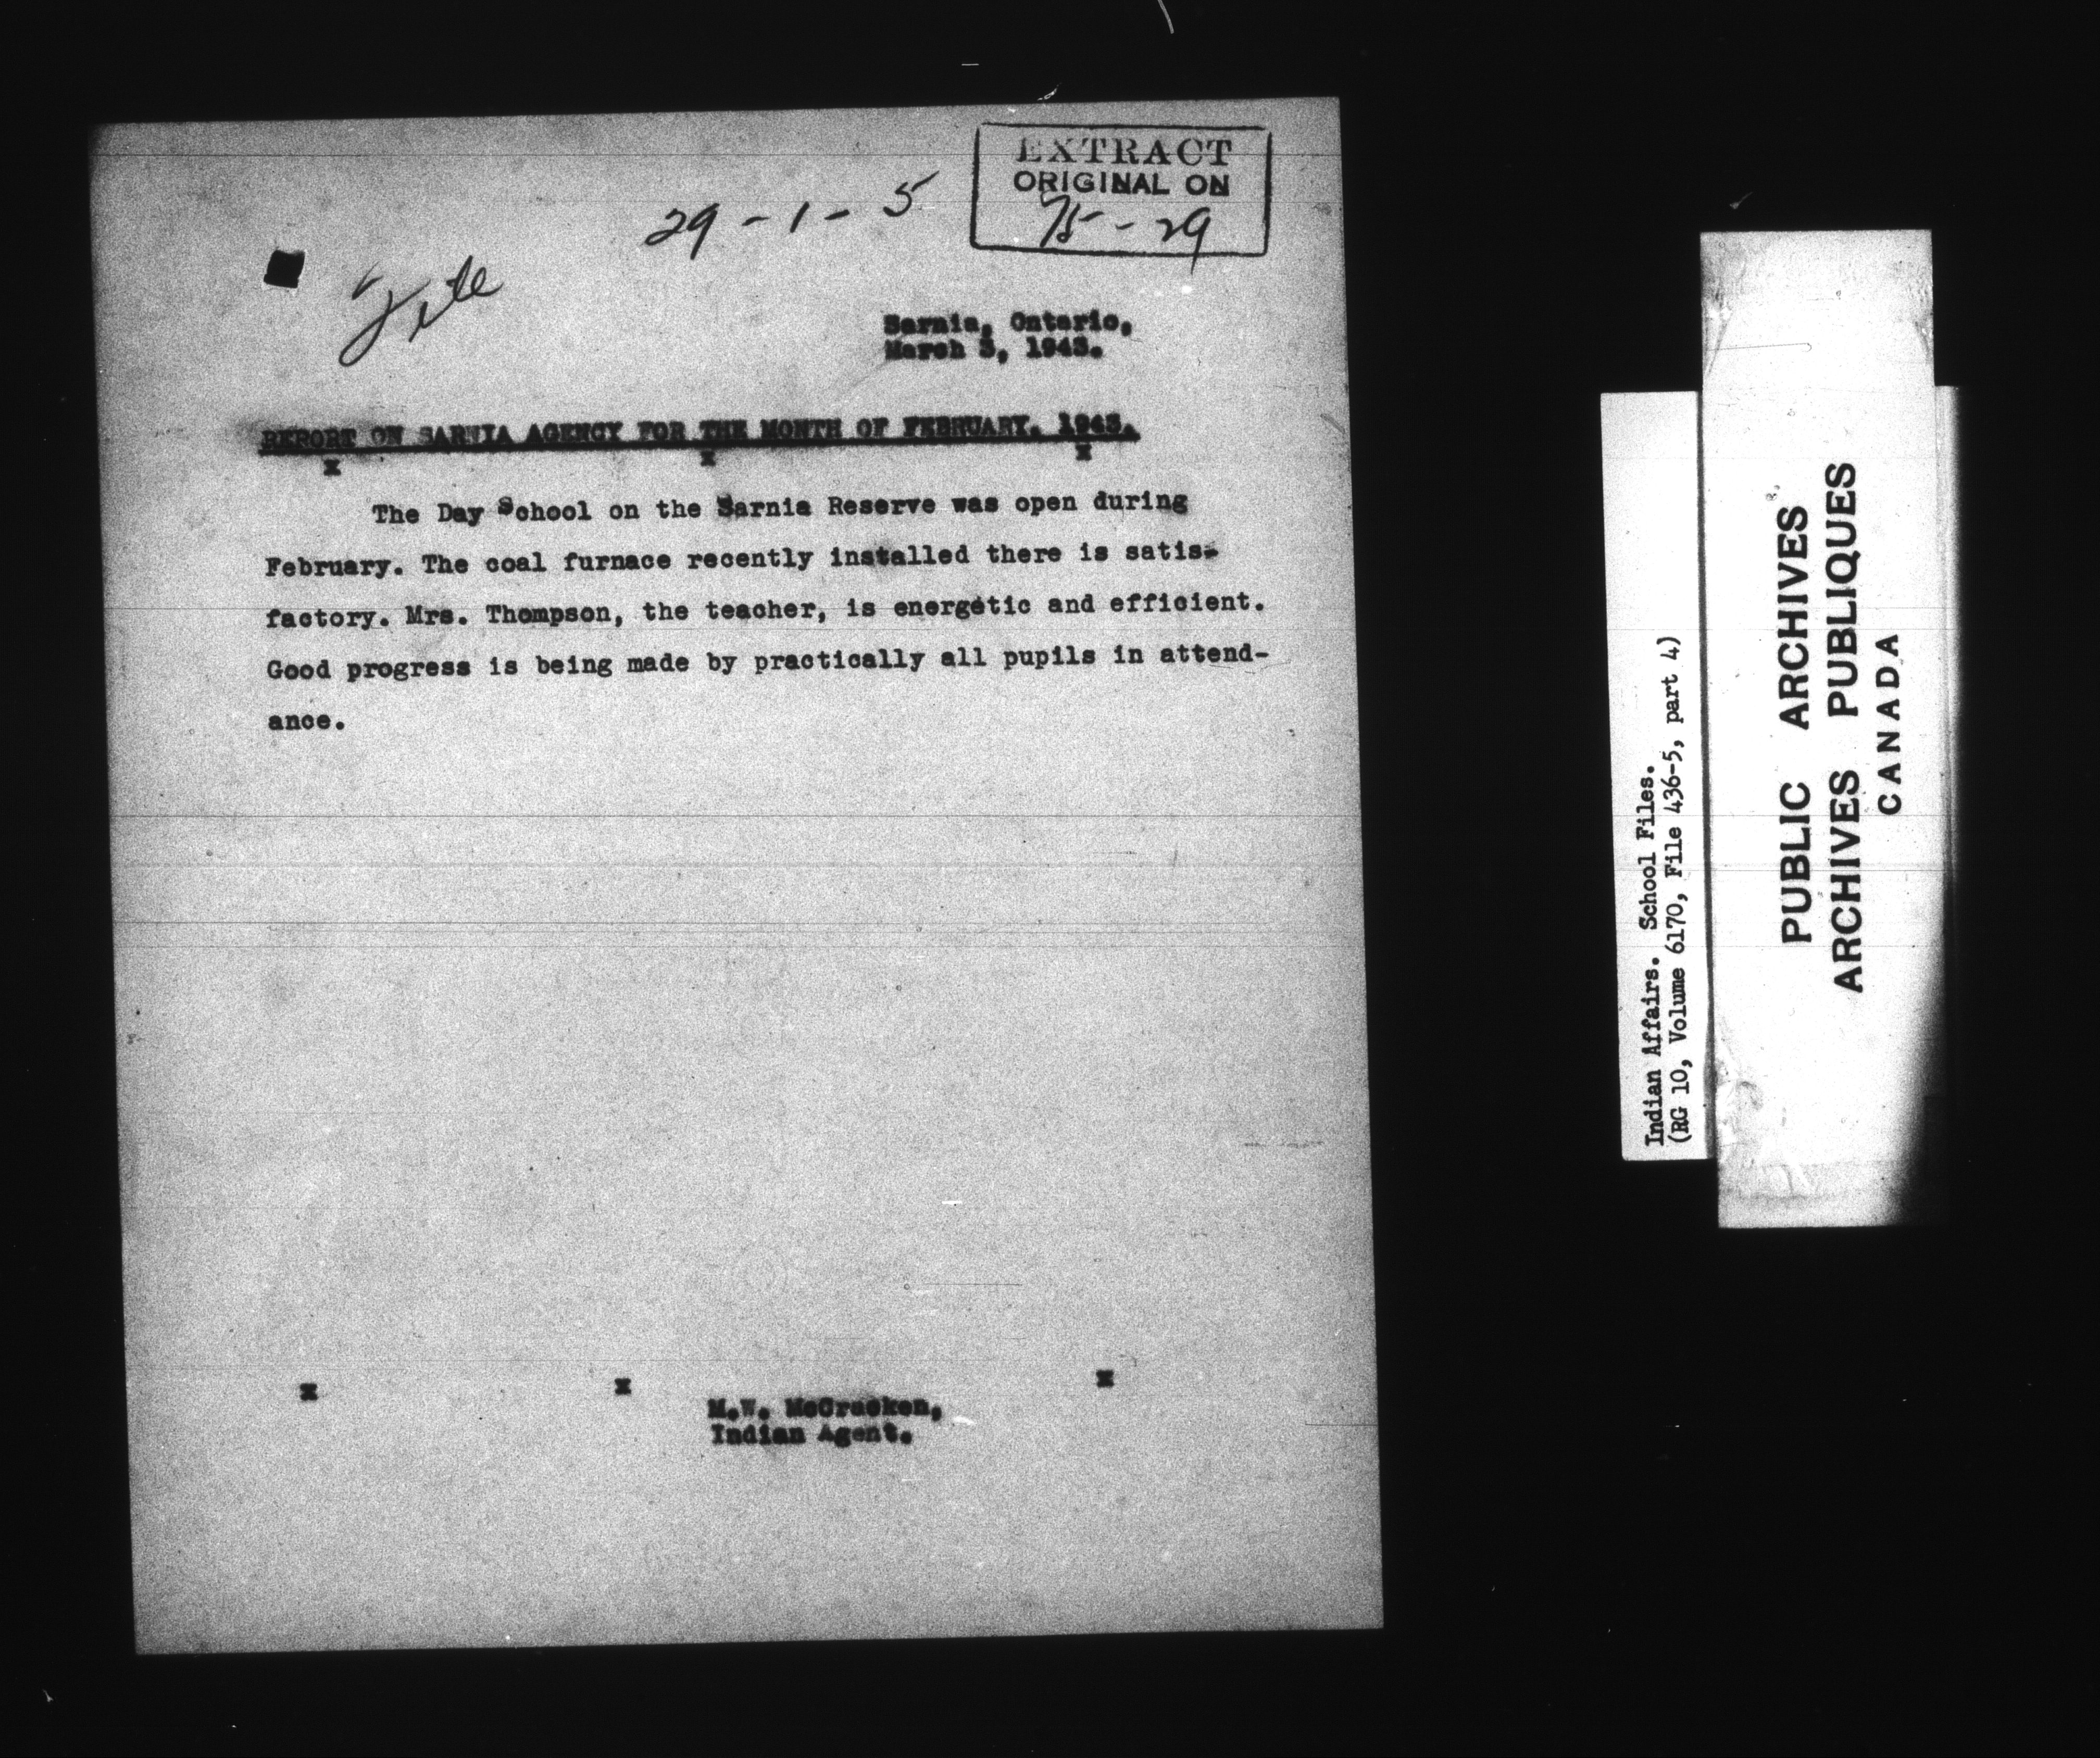 EXTRACT
ORIGINAL ON
75-29
29-1-5
File
Sarnia, Ontario,
March 3, 1943.
REPORT ON SARNIA AGENCY FOR THE MONTH OF FEBRUARY, 1943.
x x x
The Day School on the Sarnia Reserve was open during
February. The coal furnace recently installed there is satis-
factory. Mrs. Thompson, the teacher, is energetic and efficient.
Good progress is being made by practically all pupils in attend-
ance.
x x x
M.W. McCracken,
Indian Agent.
Indian Affairs. School Files.
(RG 10, Volume 6170, File 436-5, part 4)
PUBLIC ARCHIVES
ARCHIVES PUBLIQUES
CANADA